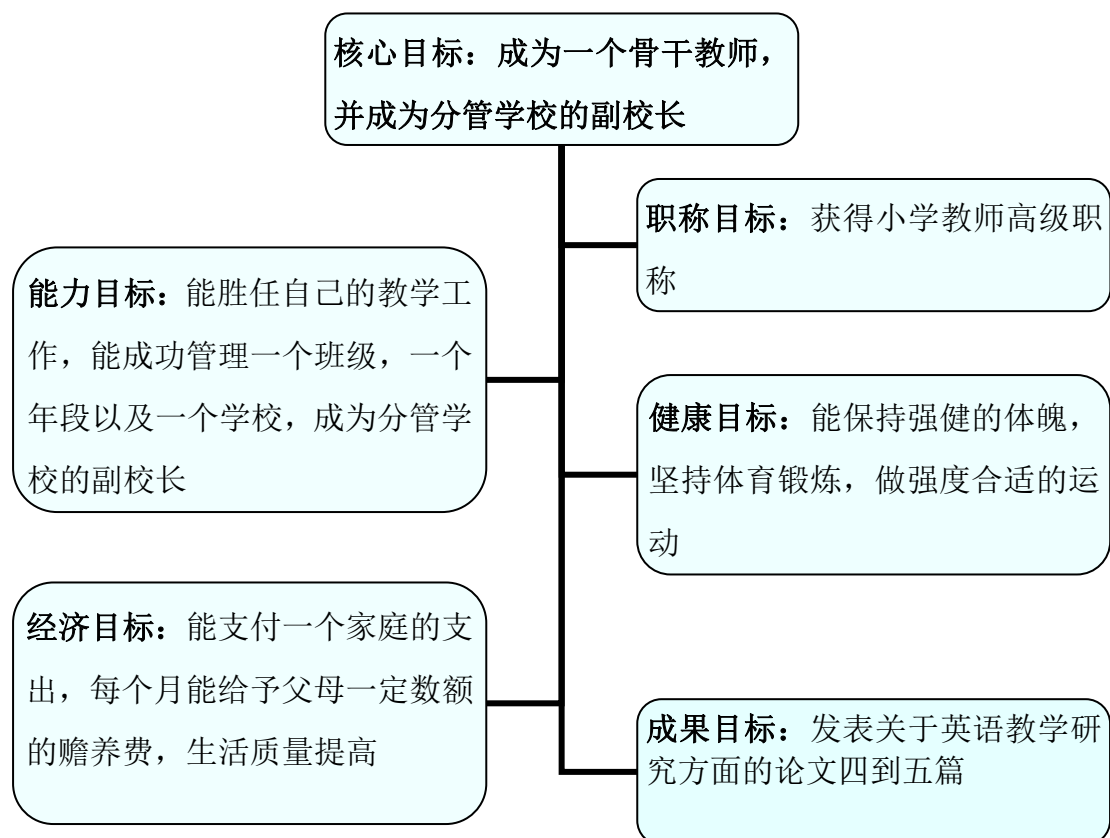 核心目标：成为一个骨干教师，
并成为分管学校的副校长
职称目标：获得小学教师高级职
称
能力目标：能胜任自己的教学工
作，能成功管理一个班级，一个
年段以及一个学校，成为分管学
校的副校长
健康目标：能保持强健的体魄，
坚持体育锻炼，做强度合适的运
动
经济目标：能支付一个家庭的支
出，每个月能给予父母一定数额
的赡养费，生活质量提高
成果目标：发表关于英语教学研
究方面的论文四到五篇